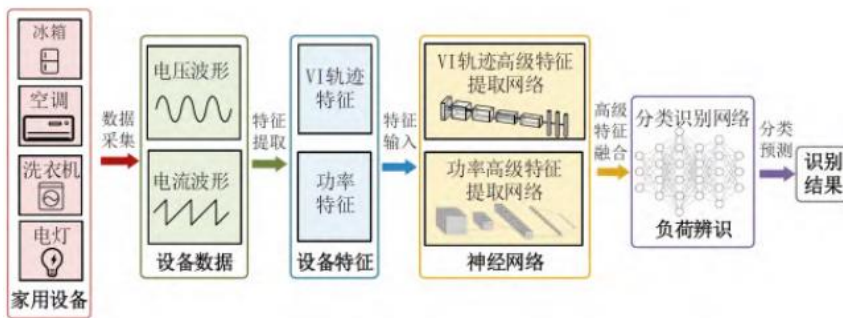 冰箱
空调
洗衣机
电灯
家用设备
数据
采集
电压波形
电流波形
设备数据
特征
提取
VI轨迹
特征
功率
特征
设备特征
特征
输入
VI轨迹高级特征
提取网络
功率高级特征
提取网络
神经网络
高级
特征
融合
分类识别网络
负荷辨识
分类
预测
识别
结果